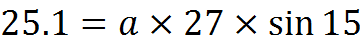 25.1 = a × 27 × sin 15